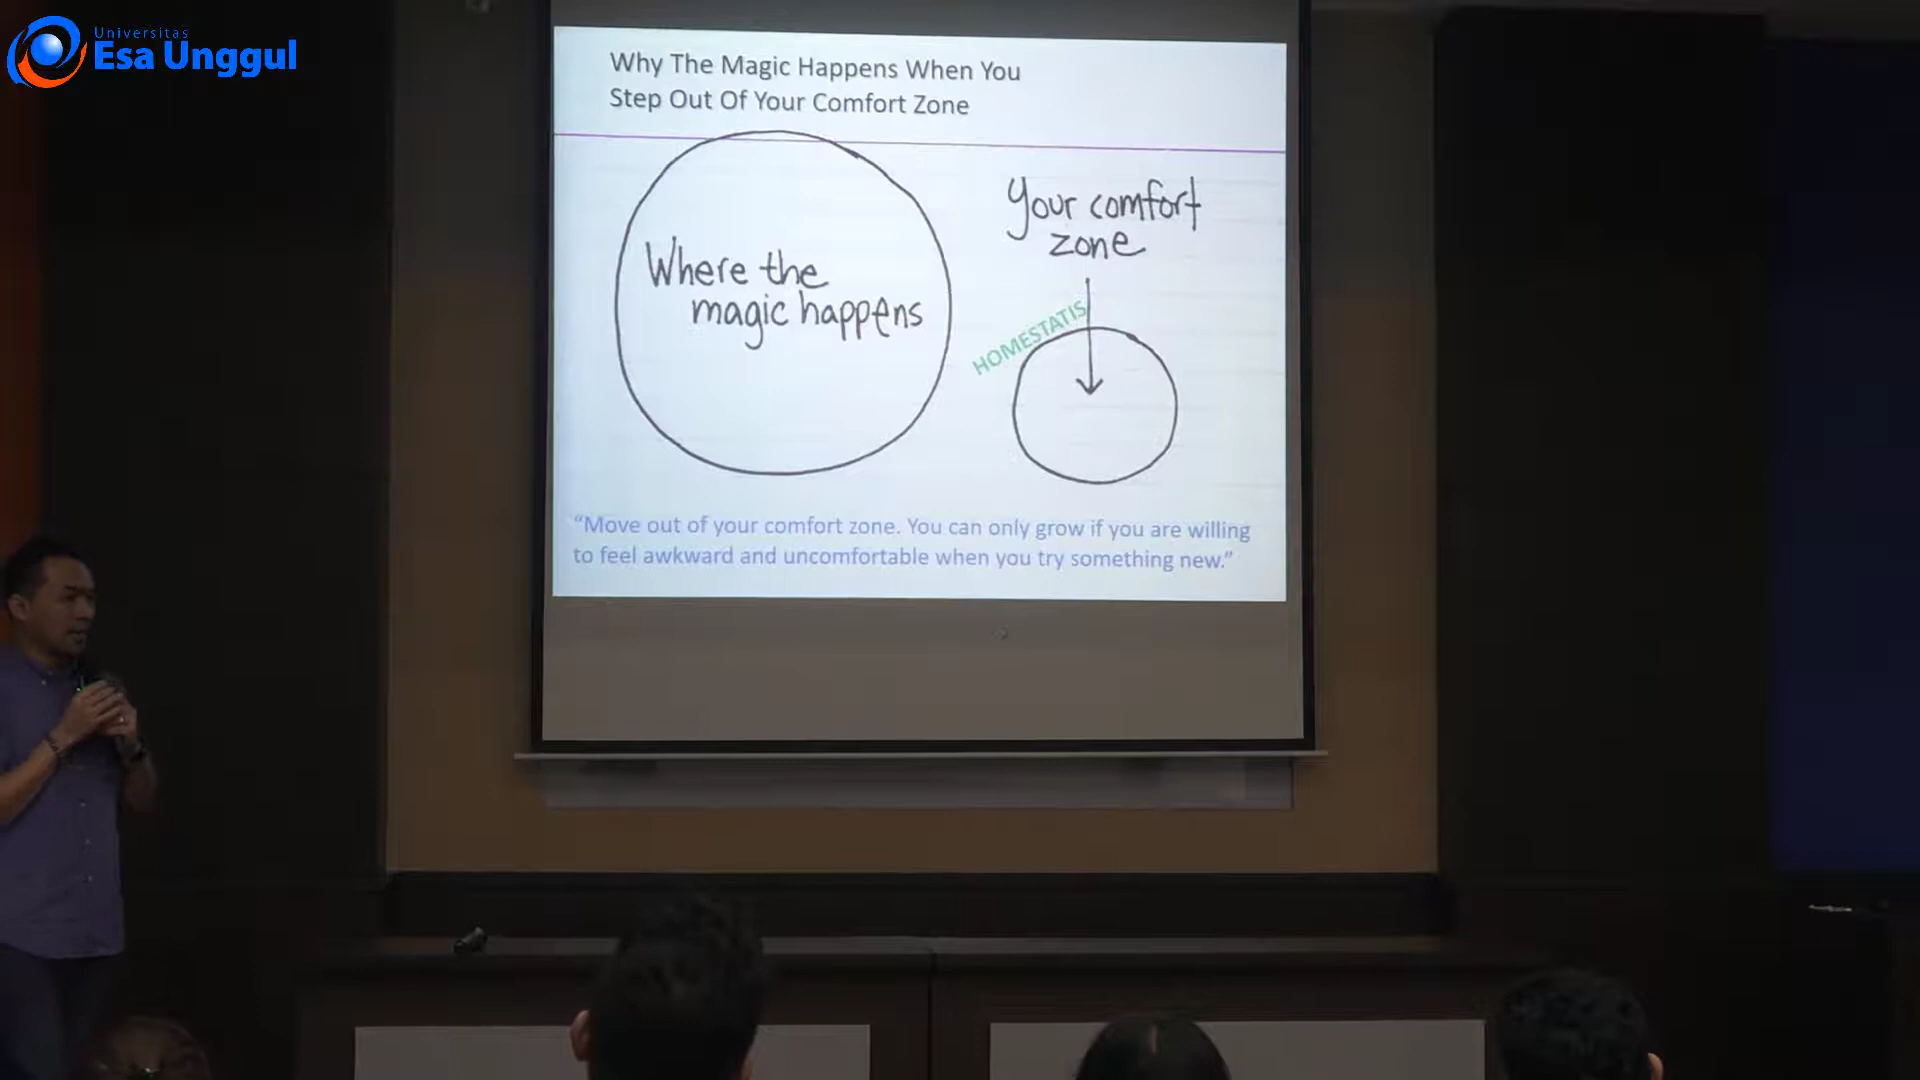 Universitas
Esa Unggul
Why The Magic Happens When You
Step Out Of Your Comfort Zone
Where the
magic happens
Your comfort
zone
HOMESTATIS
“Move out of your comfort zone. You can only grow if you are willing
to feel awkward and uncomfortable when you try something new.”